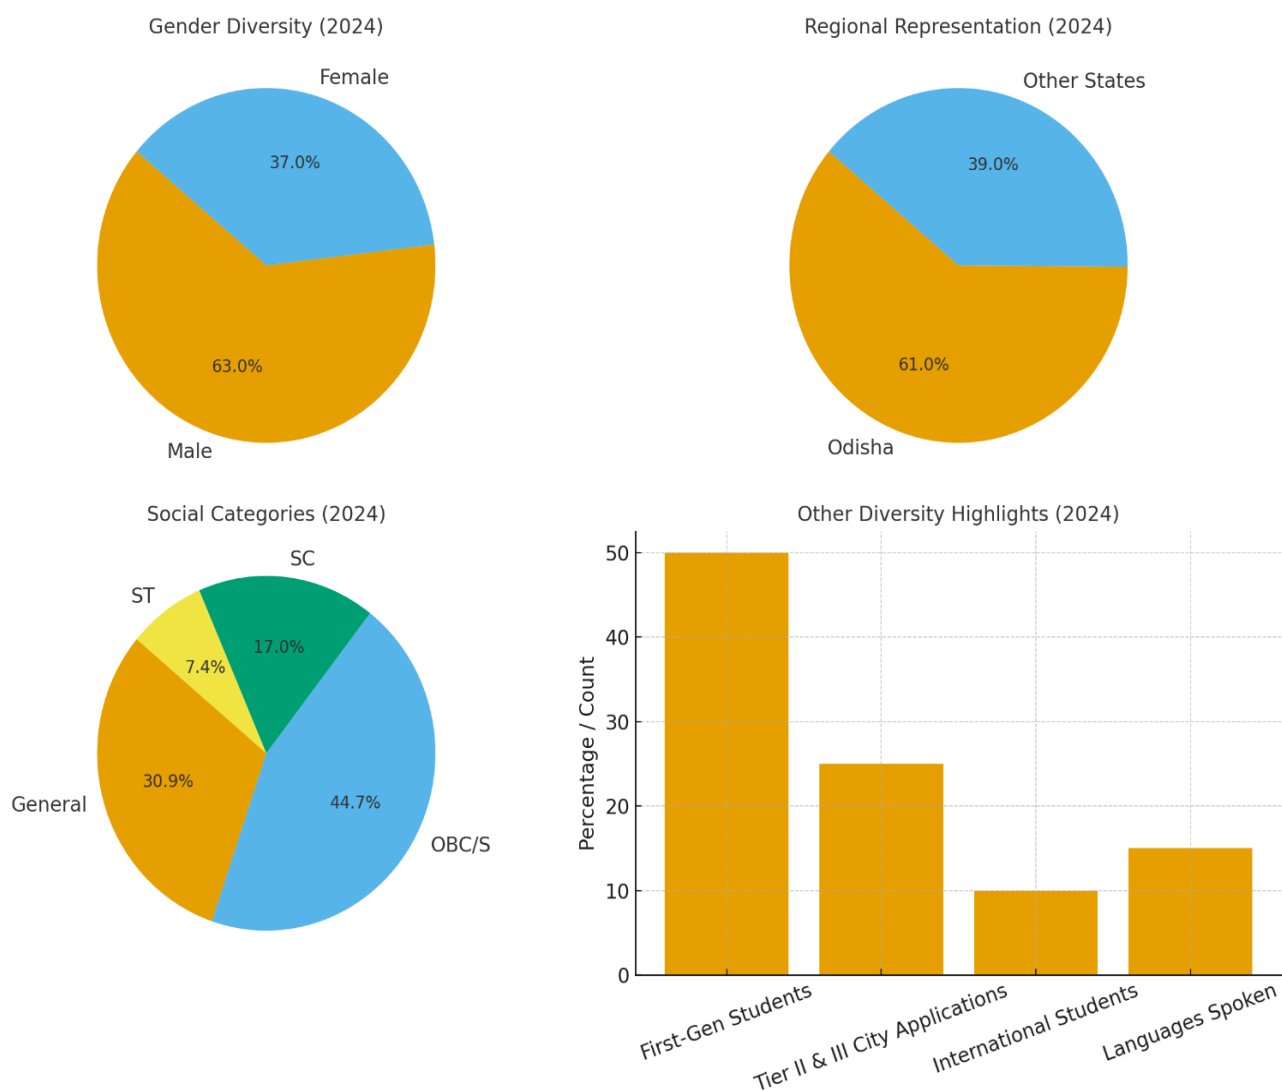 Gender Diversity (2024)
Female
37.0%
63.0%
Male
Regional Representation (2024)
Other States
39.0%
61.0%
Odisha
Social Categories (2024)
SC
ST
17.0%
7.4%
30.9%
General
44.7%
OBC/S
Other Diversity Highlights (2024)
Percentage / Count
50
40
30
20
10
0
First-Gen Students
Tier II & III City Applications
International Students
Languages Spoken